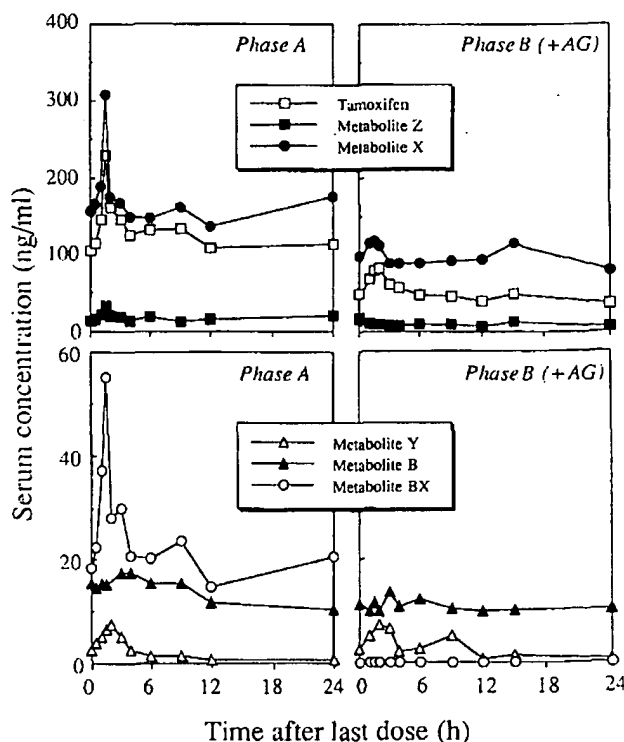 Serum concentration (ng/ml)
400
300
200
100
0
Phase A
Phase B (+AG)
Tamoxifen
Metabolite Z
Metabolite X
60
40
20
0
Phase A
Phase B (+AG)
Metabolite Y
Metabolite B
Metabolite BX
0 6 12 18 24
0 6 12 18 24
Time after last dose (h)